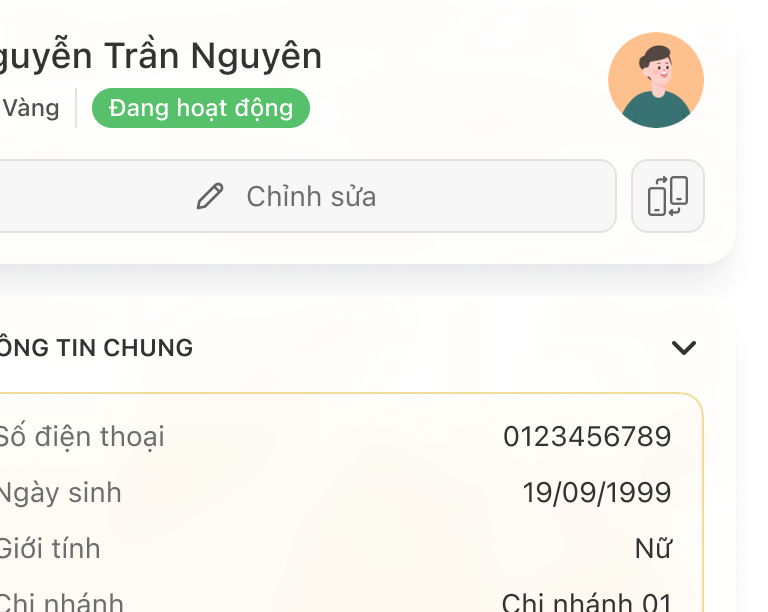 guyễn Trần Nguyên
Vàng
Đang hoạt động
Chỉnh sửa
ÔNG TIN CHUNG
Số điện thoại 0123456789
Ngày sinh 19/09/1999
Giới tính Nữ
Chi nhánh Chi nhánh 01